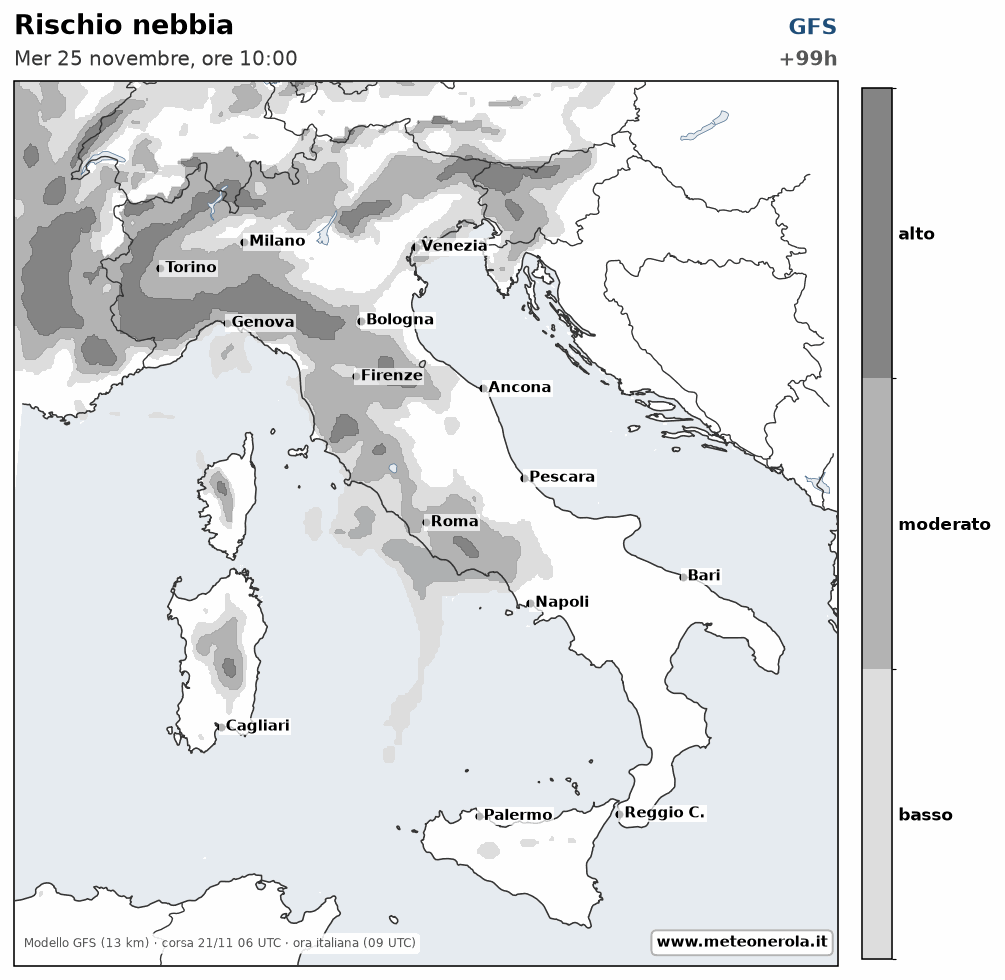 Rischio nebbia
GFS
Mer 25 novembre, ore 10:00
+99h
alto
moderato
basso
Milano
Venezia
Torino
Genova
Bologna
Firenze
Ancona
Pescara
Roma
Bari
Napoli
Cagliari
Palermo
Reggio C.
Modello GFS (13 km) · corsa 21/11 06 UTC · ora italiana (09 UTC)
www.meteonerola.it